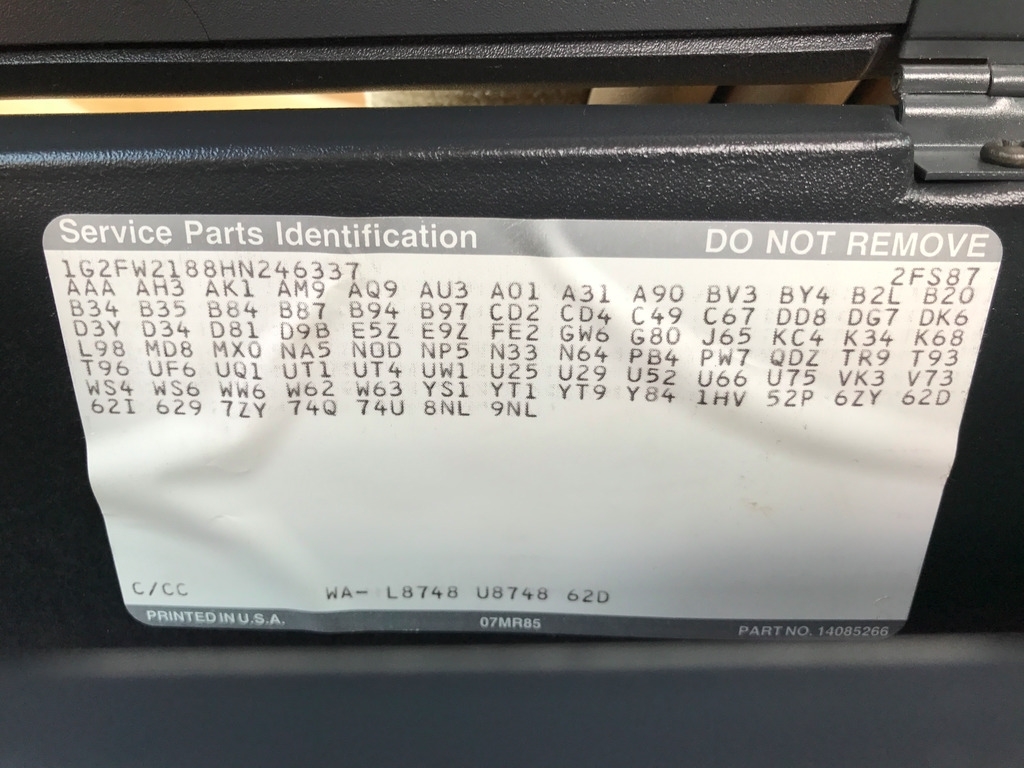 Service Parts Identification DO NOT REMOVE
1G2FW2188HN246337 2FS87
AAA AH3 AK1 AM9 AQ9 AU3 A01 A31 A90 BV3 BY4 B2L B20
B34 B35 B84 B87 B94 B97 CD2 CD4 C49 C67 DD8 DG7 DK6
D3Y D34 D81 D9B E5Z E9Z FE2 GW6 G80 J65 KC4 K34 K68
L98 MD8 MX0 NA5 NOD NP5 N33 N64 PB4 PW7 QDZ TR9 T93
T96 UF6 UQ1 UT1 UT4 UW1 U25 U29 U52 U66 U75 VK3 V73
WS4 WS6 WW6 W62 W63 YS1 YT1 YT9 Y84 1HV 52P 6ZY 62D
62I 629 7ZY 74Q 74U 8NL 9NL
C/CC WA- L8748 U8748 62D
PRINTED IN U.S.A. 07MR85 PART NO. 14085266